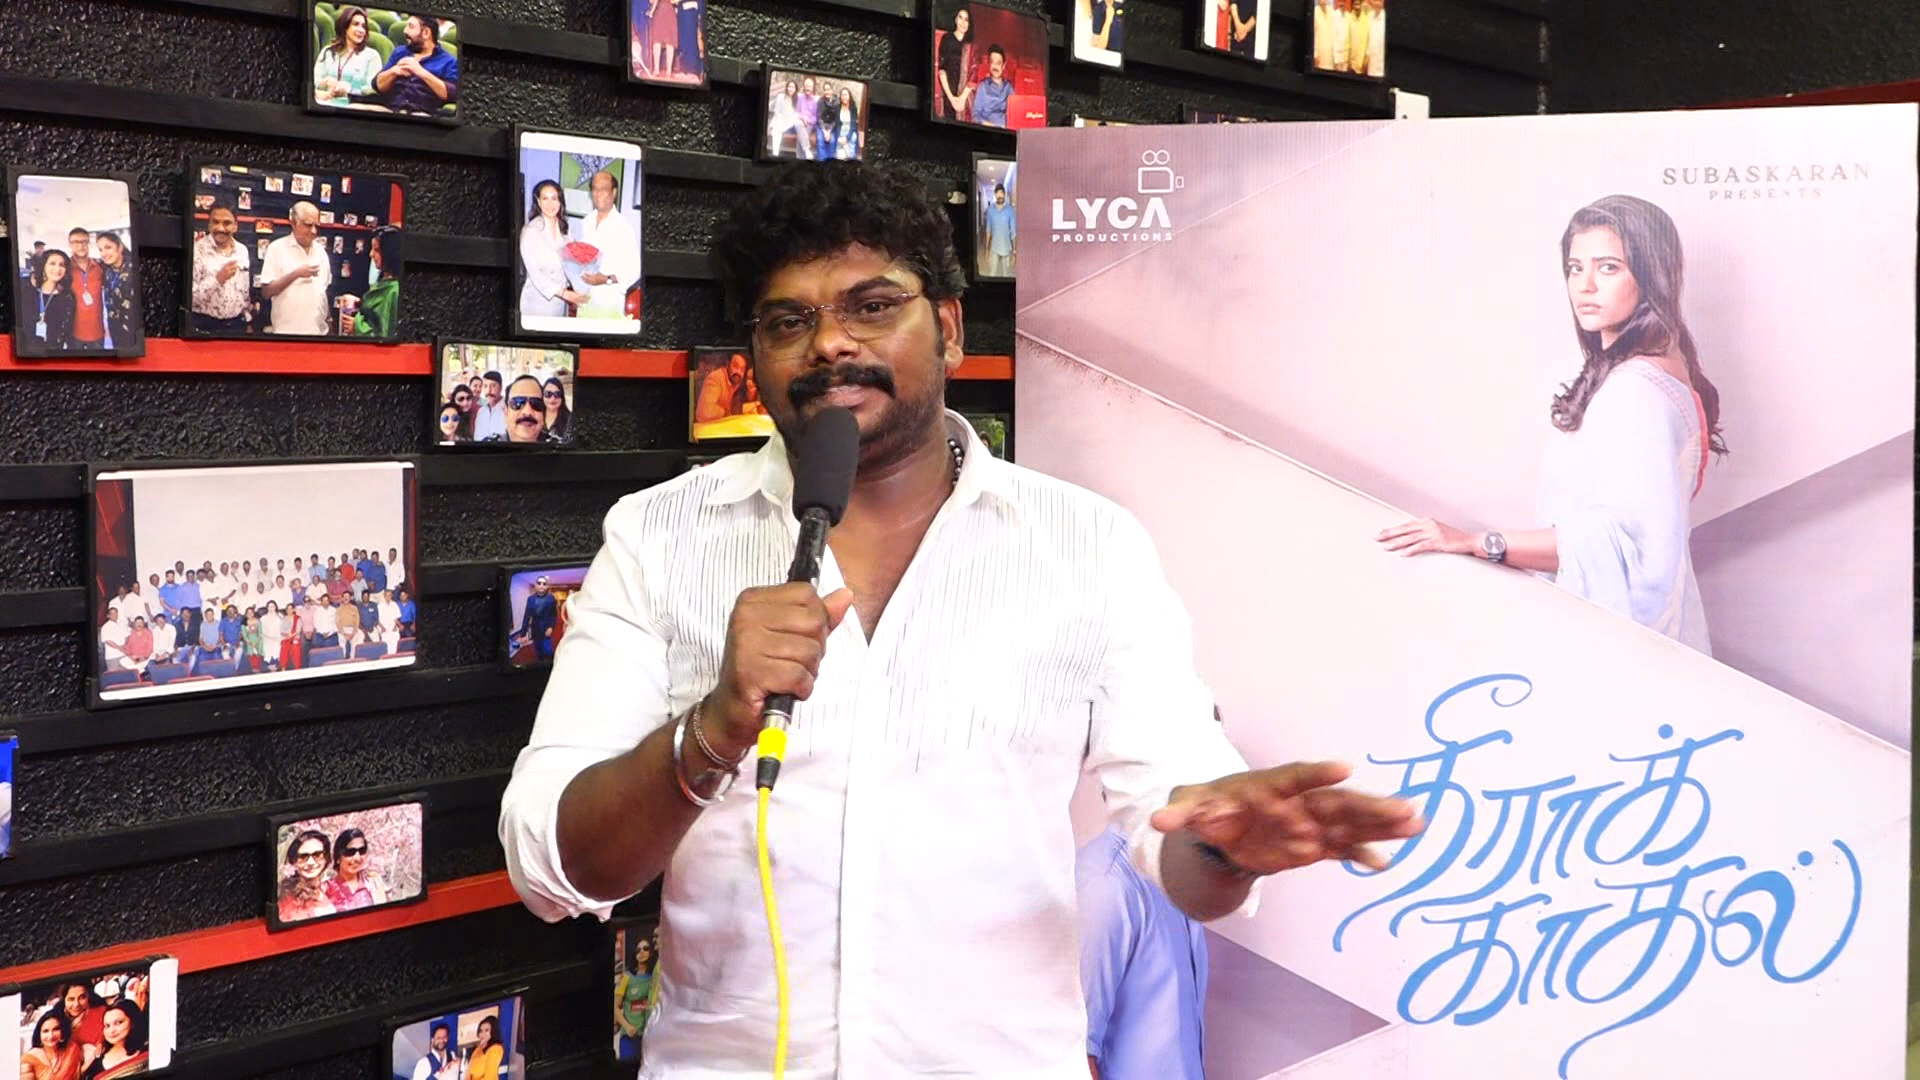 LYCA
PRODUCTIONS
SUBASKARAN
PRESENTS
தீராக்
காதல்